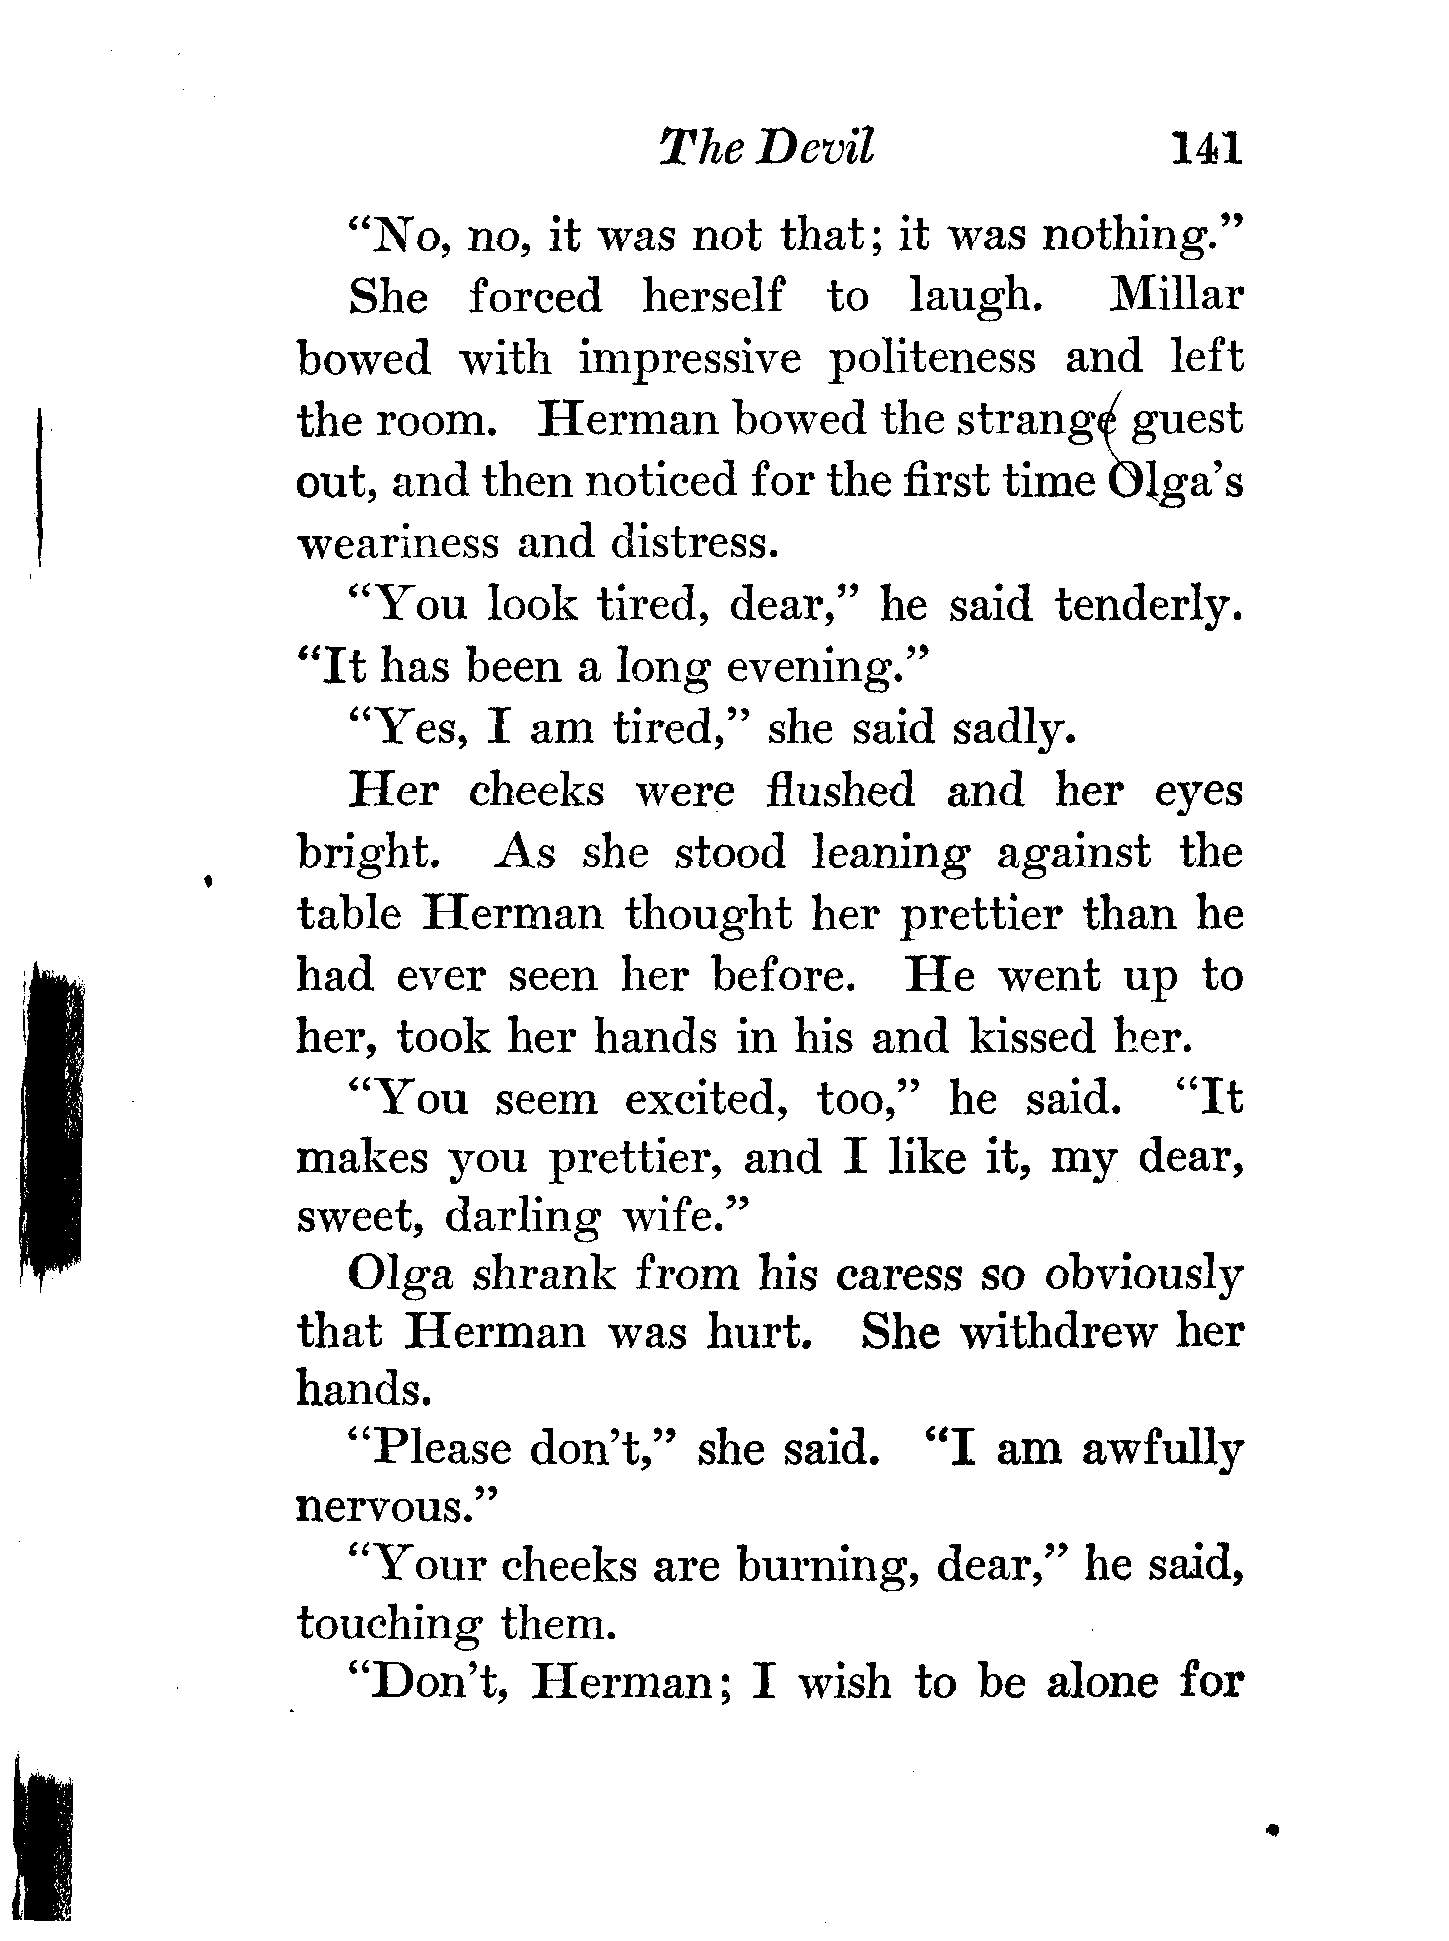 The Devil 141
“No, no, it was not that; it was nothing.”
She forced herself to laugh. Millar
bowed with impressive politeness and left
the room. Herman bowed the strange guest
out, and then noticed for the first time Olga’s
weariness and distress.
“You look tired, dear,” he said tenderly.
“It has been a long evening.”
“Yes, I am tired,” she said sadly.
Her cheeks were flushed and her eyes
bright. As she stood leaning against the
table Herman thought her prettier than he
had ever seen her before. He went up to
her, took her hands in his and kissed her.
“You seem excited, too,” he said. “It
makes you prettier, and I like it, my dear,
sweet, darling wife.”
Olga shrank from his caress so obviously
that Herman was hurt. She withdrew her
hands.
“Please don’t,” she said. “I am awfully
nervous.”
“Your cheeks are burning, dear,” he said,
touching them.
“Don’t, Herman; I wish to be alone for